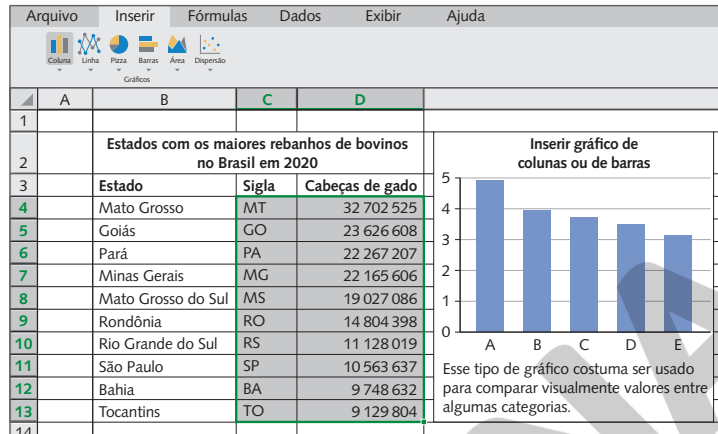 Arquivo Inserir Fórmulas Dados Exibir Ajuda
Coluna Linha Pizza Barras Área Dispersão
Gráficos
A B C D
1
2 Estados com os maiores rebanhos de bovinos
no Brasil em 2020
3 Estado Sigla Cabeças de gado
4 Mato Grosso MT 32 702 525
5 Goiás GO 23 626 608
6 Pará PA 22 267 207
7 Minas Gerais MG 22 165 606
8 Mato Grosso do Sul MS 19 027 086
9 Rondônia RO 14 804 398
10 Rio Grande do Sul RS 11 128 019
11 São Paulo SP 10 563 637
12 Bahia BA 9 748 632
13 Tocantins TO 9 129 804
14
Inserir gráfico de
colunas ou de barras
5
4
3
2
1
0
A B C D E
Esse tipo de gráfico costuma ser usado
para comparar visualmente valores entre
algumas categorias.